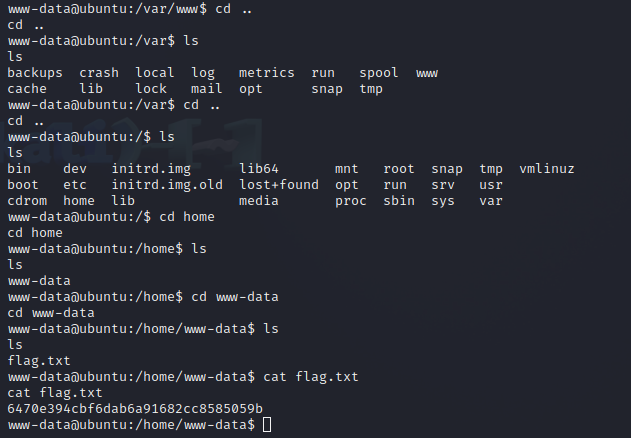 www-data@ubuntu:/var/www$ cd ..
cd ..
www-data@ubuntu:/var$ ls
ls
backups  crash  local  log   metrics  run   spool  www
cache    lib    lock   mail  opt      snap  tmp
www-data@ubuntu:/var$ cd ..
cd ..
www-data@ubuntu:/$ ls
ls
bin    dev   initrd.img      lib64       mnt   root  snap  tmp  vmlinuz
boot   etc   initrd.img.old  lost+found  opt   run   srv   usr
cdrom  home  lib             media       proc  sbin  sys   var
www-data@ubuntu:/$ cd home
cd home
www-data@ubuntu:/home$ ls
ls
www-data
www-data@ubuntu:/home$ cd www-data
cd www-data
www-data@ubuntu:/home/www-data$ ls
ls
flag.txt
www-data@ubuntu:/home/www-data$ cat flag.txt
cat flag.txt
6470e394cbf6dab6a91682cc8585059b
www-data@ubuntu:/home/www-data$